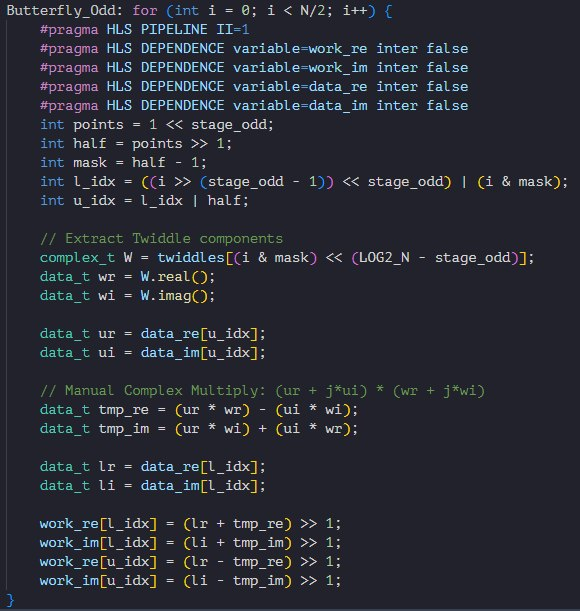 Butterfly_Odd: for (int i = 0; i < N/2; i++) {
    #pragma HLS PIPELINE II=1
    #pragma HLS DEPENDENCE variable=work_re inter false
    #pragma HLS DEPENDENCE variable=work_im inter false
    #pragma HLS DEPENDENCE variable=data_re inter false
    #pragma HLS DEPENDENCE variable=data_im inter false
    int points = 1 << stage_odd;
    int half = points >> 1;
    int mask = half - 1;
    int l_idx = ((i >> (stage_odd - 1)) << stage_odd) | (i & mask);
    int u_idx = l_idx | half;

    // Extract Twiddle components
    complex_t W = twiddles[(i & mask) << (LOG2_N - stage_odd)];
    data_t wr = W.real();
    data_t wi = W.imag();

    data_t ur = data_re[u_idx];
    data_t ui = data_im[u_idx];

    // Manual Complex Multiply: (ur + j*ui) * (wr + j*wi)
    data_t tmp_re = (ur * wr) - (ui * wi);
    data_t tmp_im = (ur * wi) + (ui * wr);

    data_t lr = data_re[l_idx];
    data_t li = data_im[l_idx];

    work_re[l_idx] = (lr + tmp_re) >> 1;
    work_im[l_idx] = (li + tmp_im) >> 1;
    work_re[u_idx] = (lr - tmp_re) >> 1;
    work_im[u_idx] = (li - tmp_im) >> 1;
}